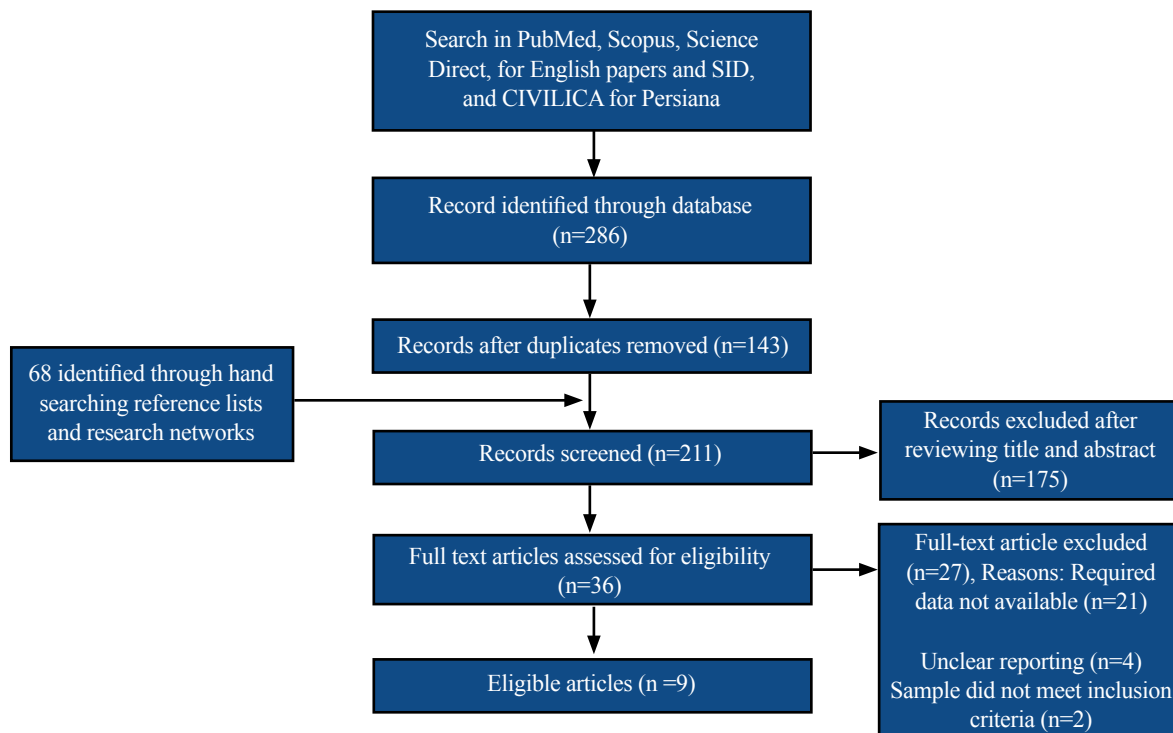 Search in PubMed, Scopus, Science
Direct, for English papers and SID,
and CIVILICA for Persiana
Record identified through database
(n=286)
Records after duplicates removed (n=143)
68 identified through hand
searching reference lists
and research networks
Records screened (n=211)
Records excluded after
reviewing title and abstract
(n=175)
Full text articles assessed for eligibility
(n=36)
Full-text article excluded
(n=27), Reasons: Required
data not available (n=21)
Unclear reporting (n=4)
Sample did not meet inclusion
criteria (n=2)
Eligible articles (n =9)